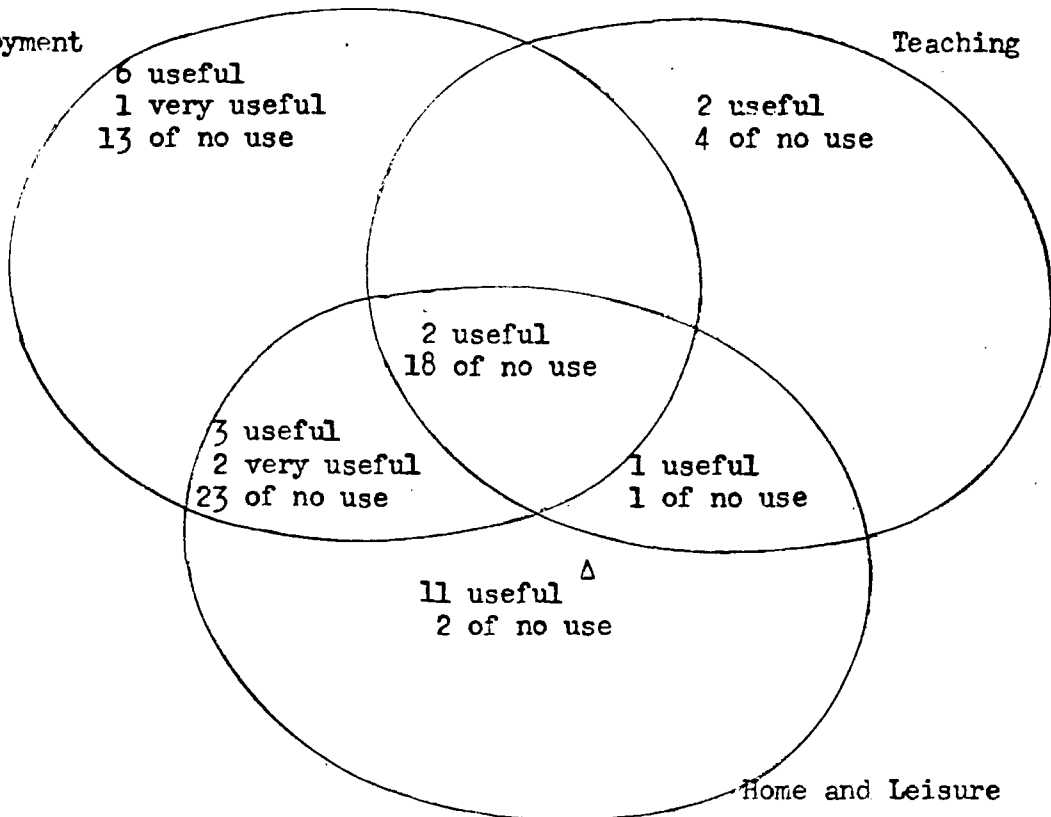 yment
Teaching
6 useful
1 very useful
13 of no use
2 useful
4 of no use
2 useful
18 of no use
3 useful
2 very useful
23 of no use
1 useful
1 of no use
Δ
11 useful
2 of no use
Home and Leisure